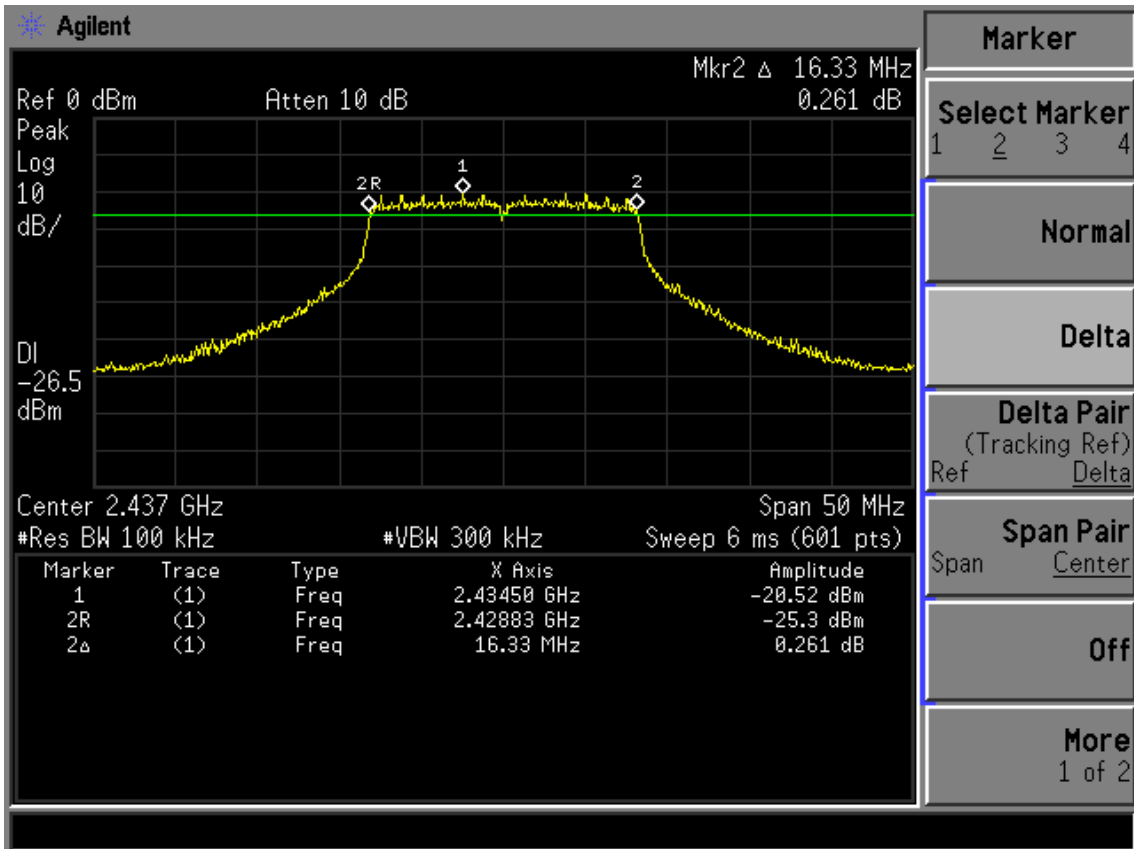 Agilent
Mkr2 Δ 16.33 MHz
Ref 0 dBm Atten 10 dB 0.261 dB
Peak
Log
10
dB/
2R
1
2
DI
-26.5
dBm
Center 2.437 GHz Span 50 MHz
#Res BW 100 kHz #VBW 300 kHz Sweep 6 ms (601 pts)
Marker Trace Type X Axis Amplitude
1 (1) Freq 2.43450 GHz -20.52 dBm
2R (1) Freq 2.42883 GHz -25.3 dBm
2Δ (1) Freq 16.33 MHz 0.261 dB
Marker
Select Marker
1 2 3 4
Normal
Delta
Delta Pair
(Tracking Ref)
Ref Delta
Span Pair
Span Center
Off
More
1 of 2